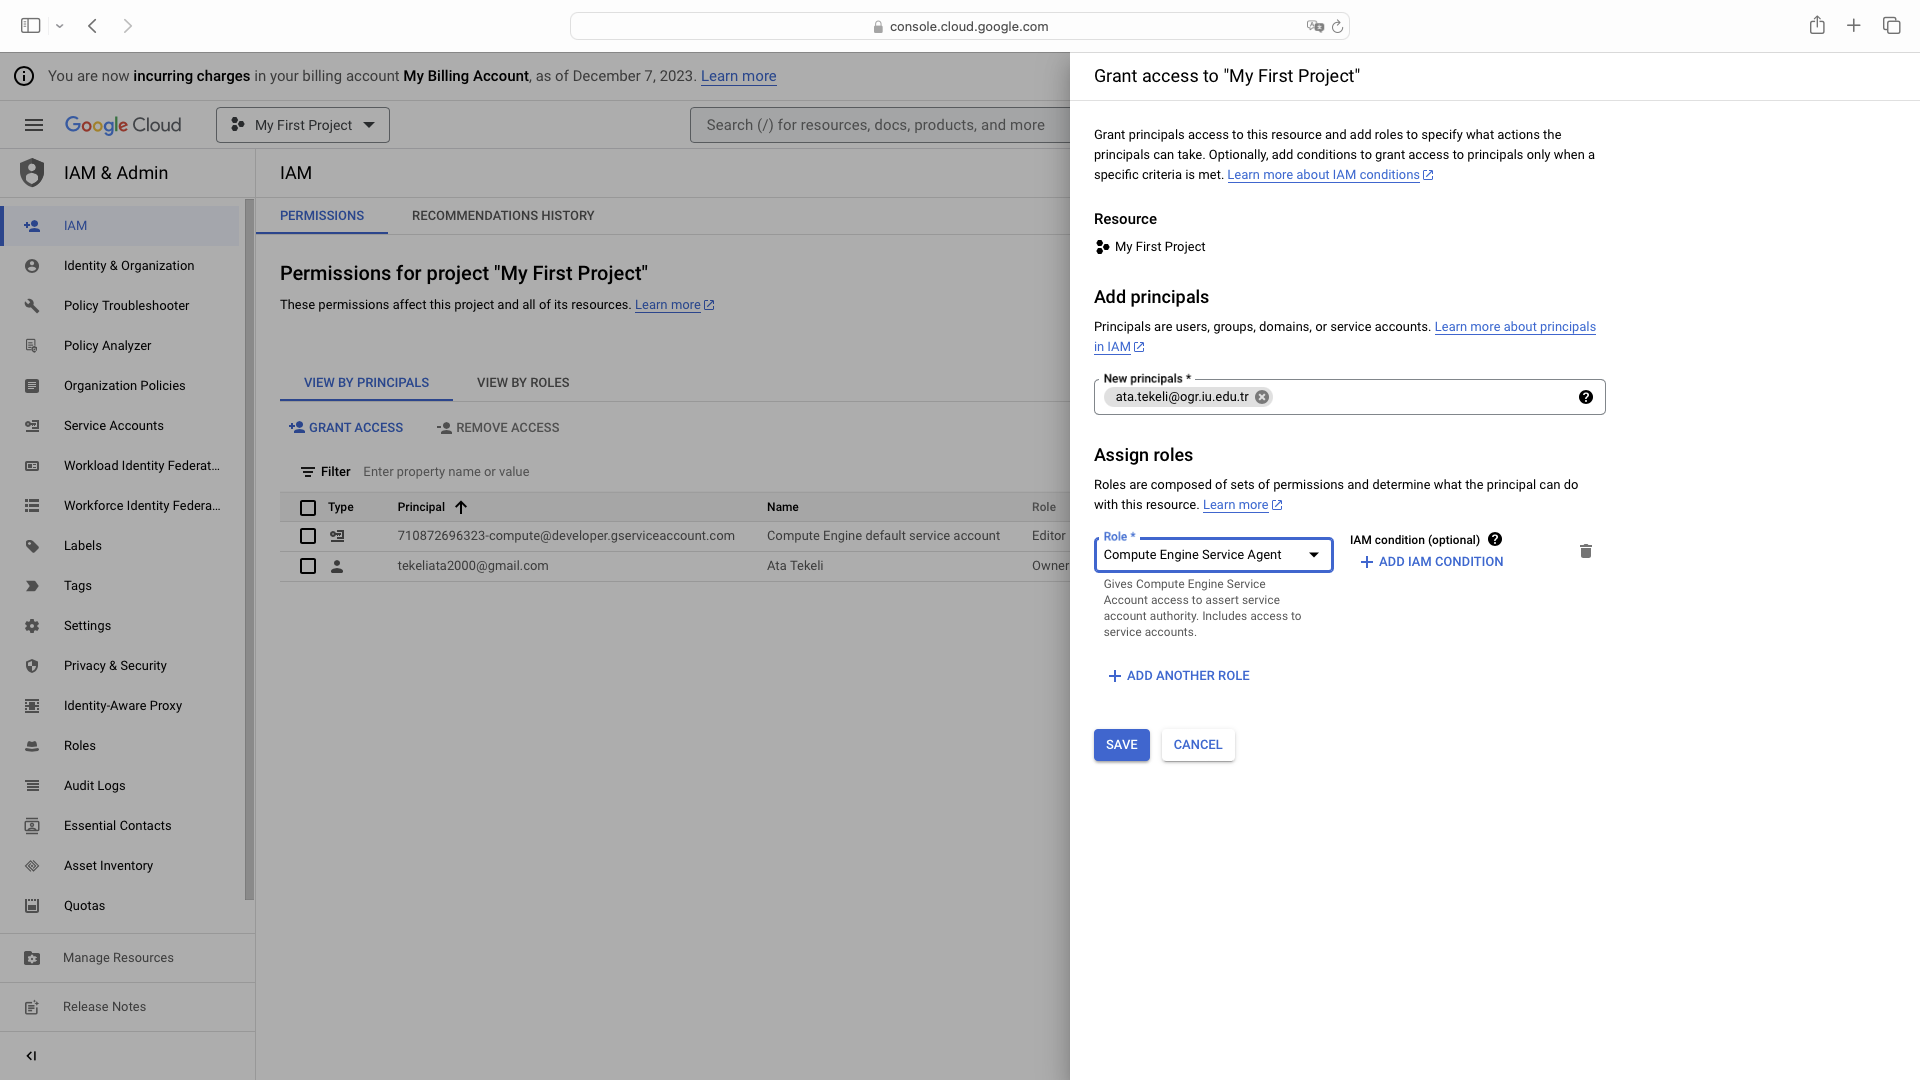 console.cloud.google.com
You are now incurring charges in your billing account My Billing Account, as of December 7, 2023. Learn more
Google Cloud
My First Project
Search (/) for resources, docs, products, and more
IAM & Admin
IAM
Identity & Organization
Policy Troubleshooter
Policy Analyzer
Organization Policies
Service Accounts
Workload Identity Federat...
Workforce Identity Federa...
Labels
Tags
Settings
Privacy & Security
Identity-Aware Proxy
Roles
Audit Logs
Essential Contacts
Asset Inventory
Quotas
Manage Resources
Release Notes
IAM
PERMISSIONS
RECOMMENDATIONS HISTORY
Permissions for project "My First Project"
These permissions affect this project and all of its resources. Learn more
VIEW BY PRINCIPALS
VIEW BY ROLES
GRANT ACCESS
REMOVE ACCESS
Filter Enter property name or value
Type Principal Name Role
710872696323-compute@developer.gserviceaccount.com Compute Engine default service account Editor
tekeliata2000@gmail.com Ata Tekeli Owner
Grant access to "My First Project"
Grant principals access to this resource and add roles to specify what actions the
principals can take. Optionally, add conditions to grant access to principals only when a
specific criteria is met. Learn more about IAM conditions
Resource
My First Project
Add principals
Principals are users, groups, domains, or service accounts. Learn more about principals
in IAM
New principals *
ata.tekeli@ogr.iu.edu.tr
Assign roles
Roles are composed of sets of permissions and determine what the principal can do
with this resource. Learn more
Role *
Compute Engine Service Agent
IAM condition (optional)
ADD IAM CONDITION
Gives Compute Engine Service
Account access to assert service
account authority. Includes access to
service accounts.
ADD ANOTHER ROLE
SAVE
CANCEL